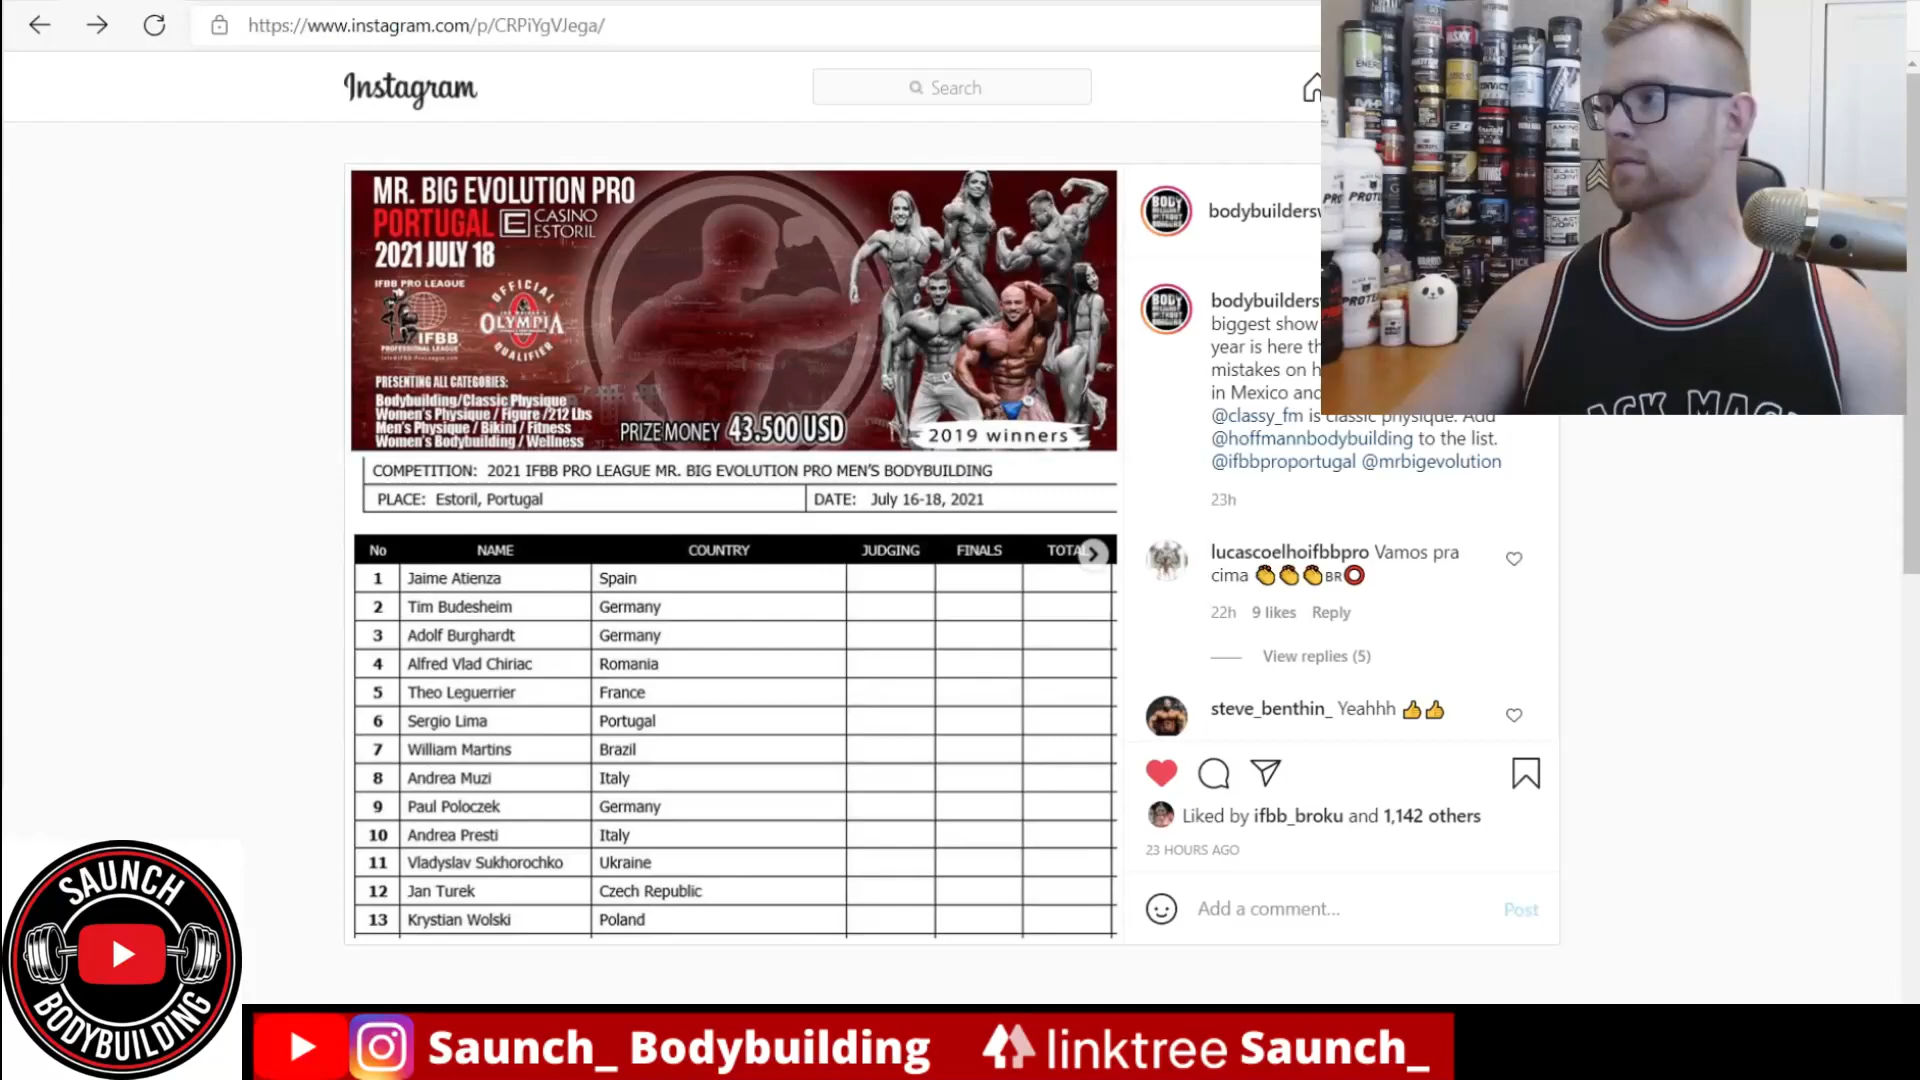 https://www.instagram.com/p/CRPiYgVJega/
Instagram
Search
MR. BIG EVOLUTION PRO
PORTUGAL E CASINO ESTORIL
2021 JULY 18
IFBB PRO LEAGUE
IFBB
PROFESSIONAL LEAGUE
OFFICIAL
OLYMPIA
QUALIFIER
PRESENTING ALL CATEGORIES:
Bodybuilding/Classic Physique
Women's Physique / Figure /212 Lbs
Men's Physique / Bikini / Fitness
Women's Bodybuilding / Wellness
PRIZE MONEY 43.500 USD
2019 winners
COMPETITION: 2021 IFBB PRO LEAGUE MR. BIG EVOLUTION PRO MEN'S BODYBUILDING
PLACE: Estoril, Portugal DATE: July 16-18, 2021
No NAME COUNTRY JUDGING FINALS TOTAL
1 Jaime Atienza Spain
2 Tim Budesheim Germany
3 Adolf Burghardt Germany
4 Alfred Vlad Chiriac Romania
5 Theo Leguerrier France
6 Sergio Lima Portugal
7 William Martins Brazil
8 Andrea Muzi Italy
9 Paul Poloczek Germany
10 Andrea Presti Italy
11 Vladyslav Sukhorochko Ukraine
12 Jan Turek Czech Republic
13 Krystian Wolski Poland
bodybuildersw
bodybuildersw
biggest show
year is here th
mistakes on h
in Mexico and
@classy_fm is classic physique. Add
@hoffmannbodybuilding to the list.
@ifbbproportugal @mrbigevolution
23h
lucascoelhoifbbpro Vamos pra
cima 👏👏👏BR⭕
22h 9 likes Reply
View replies (5)
steve_benthin_ Yeahhh 👍👍
Liked by ifbb_broku and 1,142 others
23 HOURS AGO
Add a comment... Post
SAUNCH
BODYBUILDING
Saunch_ Bodybuilding linktree Saunch_